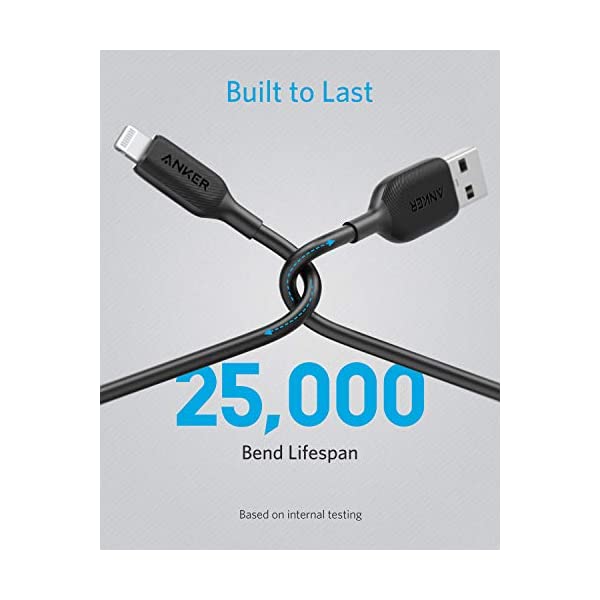 Built to Last
ANKER
ANKER
25,000
Bend Lifespan
Based on internal testing